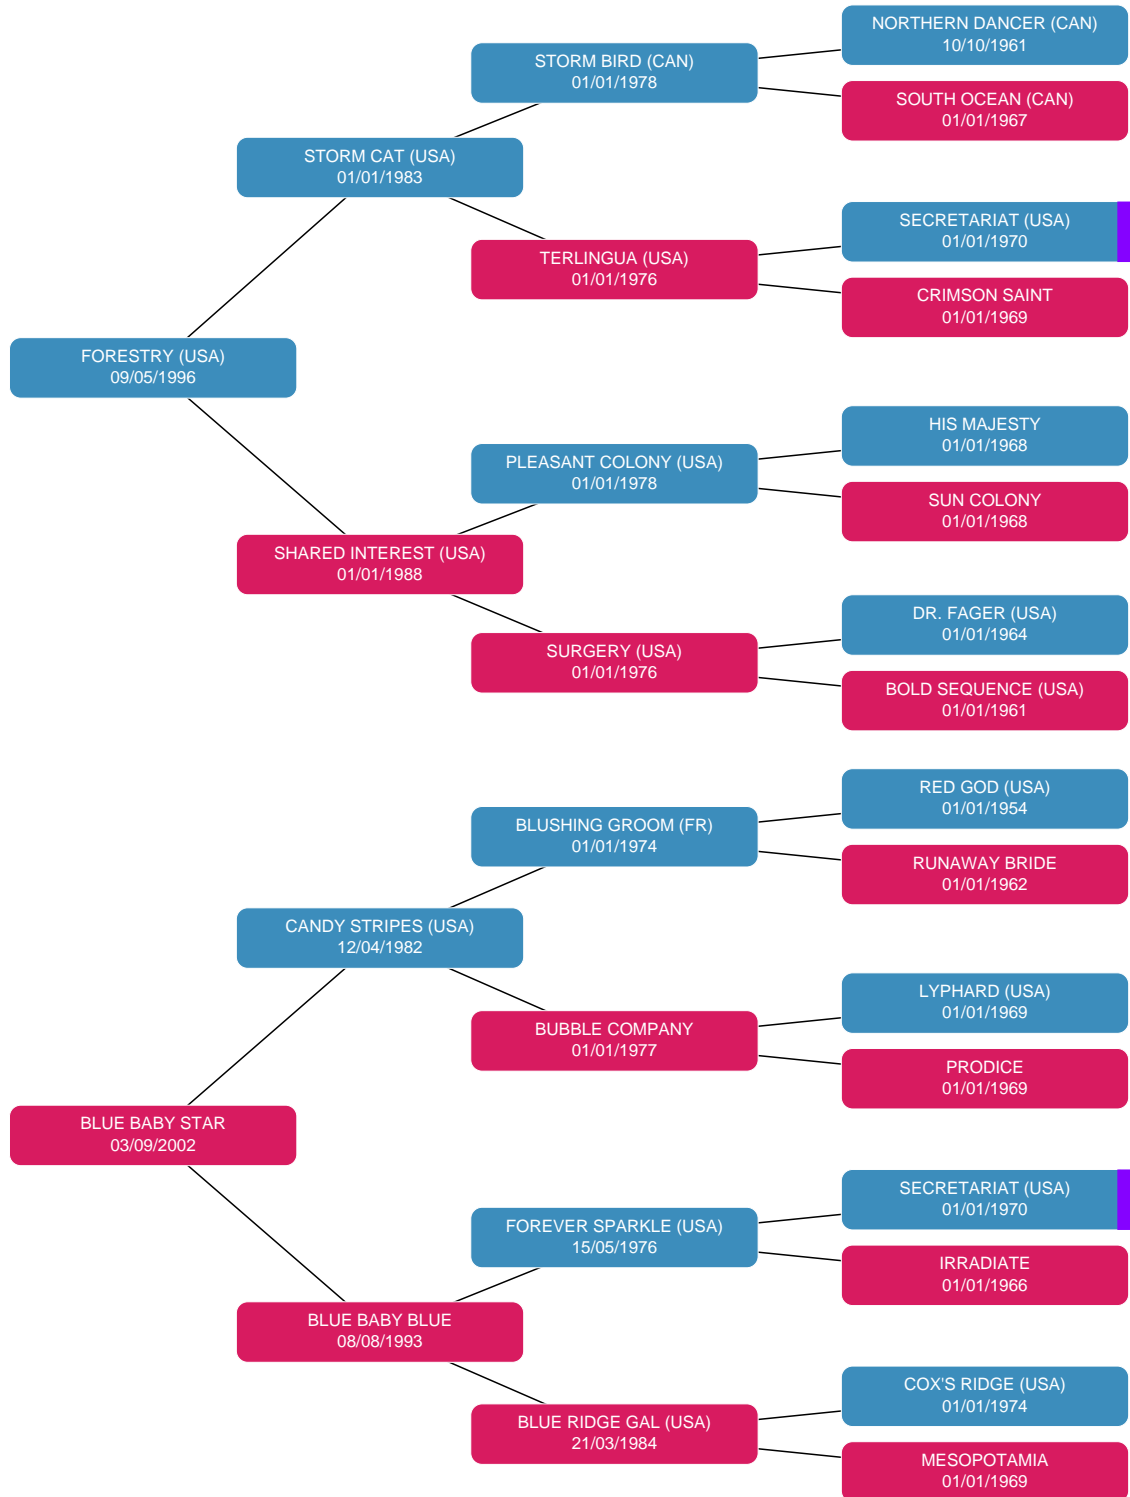 NORTHERN DANCER (CAN)
10/10/1961
STORM BIRD (CAN)
01/01/1978
SOUTH OCEAN (CAN)
01/01/1967
STORM CAT (USA)
01/01/1983
SECRETARIAT (USA)
01/01/1970
TERLINGUA (USA)
01/01/1976
CRIMSON SAINT
01/01/1969
FORESTRY (USA)
09/05/1996
HIS MAJESTY
01/01/1968
PLEASANT COLONY (USA)
01/01/1978
SUN COLONY
01/01/1968
SHARED INTEREST (USA)
01/01/1988
DR. FAGER (USA)
01/01/1964
SURGERY (USA)
01/01/1976
BOLD SEQUENCE (USA)
01/01/1961
RED GOD (USA)
01/01/1954
BLUSHING GROOM (FR)
01/01/1974
RUNAWAY BRIDE
01/01/1962
CANDY STRIPES (USA)
12/04/1982
LYPHARD (USA)
01/01/1969
BUBBLE COMPANY
01/01/1977
PRODICE
01/01/1969
BLUE BABY STAR
03/09/2002
SECRETARIAT (USA)
01/01/1970
FOREVER SPARKLE (USA)
15/05/1976
IRRADIATE
01/01/1966
BLUE BABY BLUE
08/08/1993
COX'S RIDGE (USA)
01/01/1974
BLUE RIDGE GAL (USA)
21/03/1984
MESOPOTAMIA
01/01/1969